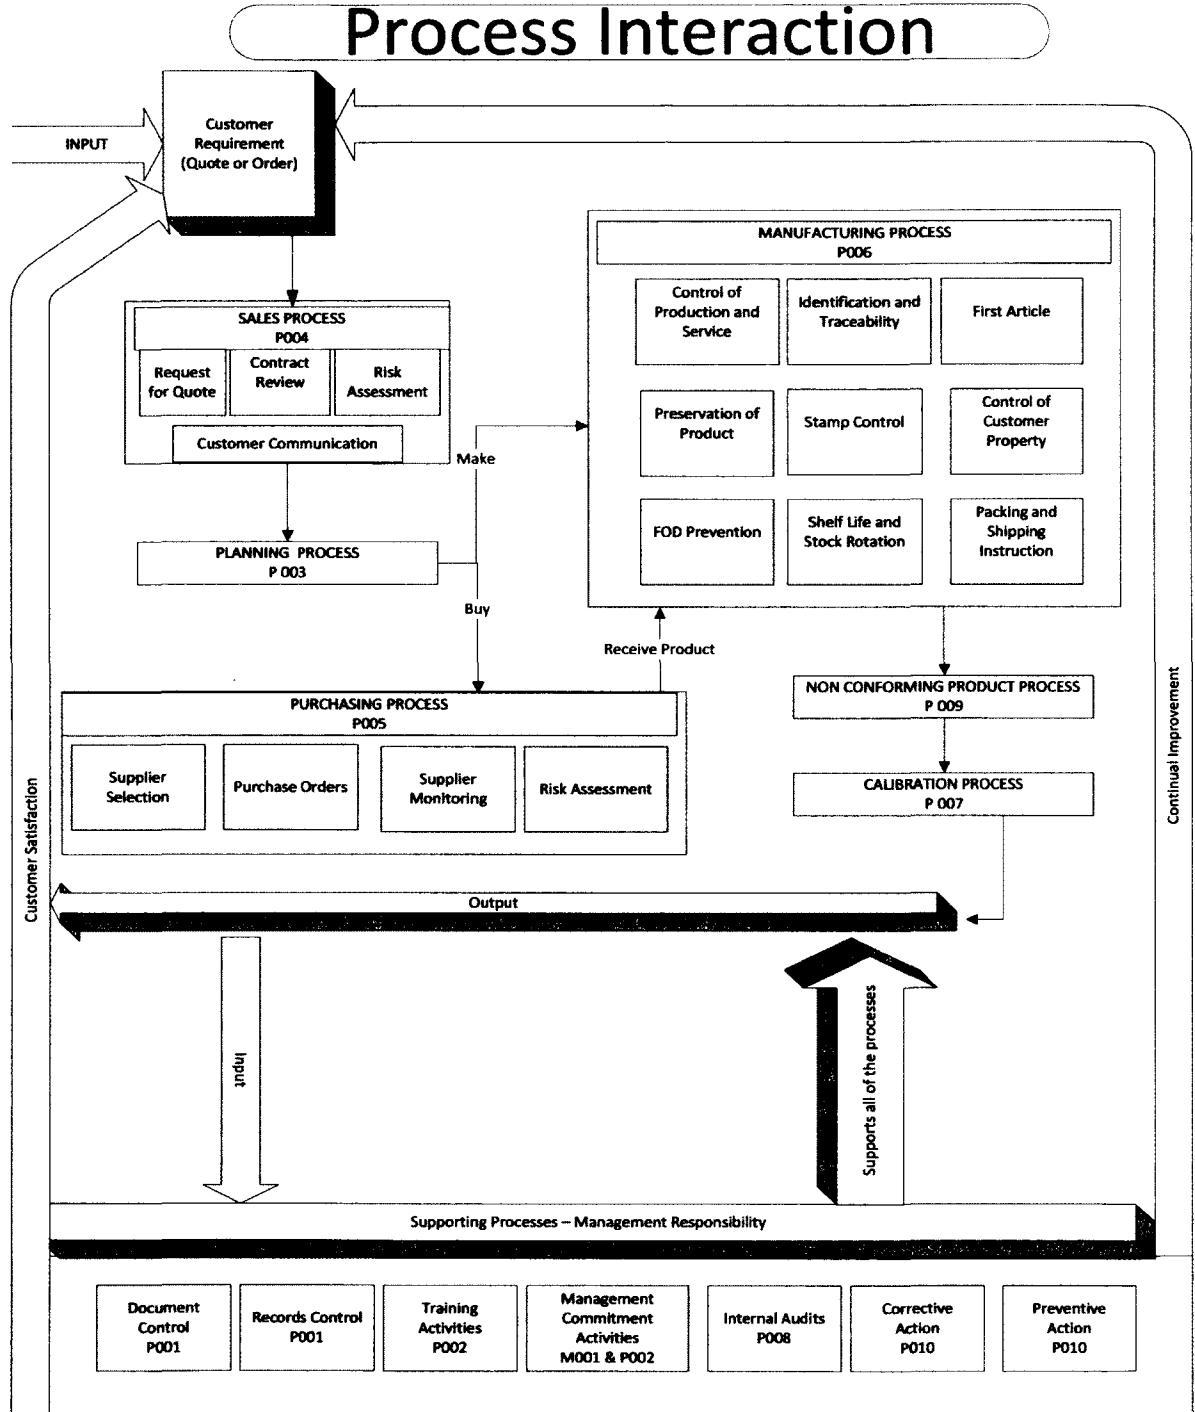 Process Interaction
INPUT
Customer
Requirement
(Quote or Order)
SALES PROCESS
P004
Request
for Quote
Contract
Review
Risk
Assessment
Customer Communication
PLANNING PROCESS
P 003
Make
Buy
MANUFACTURING PROCESS
P006
Control of
Production and
Service
Identification and
Traceability
First Article
Preservation of
Product
Stamp Control
Control of
Customer
Property
FOD Prevention
Shelf Life and
Stock Rotation
Packing and
Shipping
Instruction
Receive Product
PURCHASING PROCESS
P005
Supplier
Selection
Purchase Orders
Supplier
Monitoring
Risk Assessment
NON CONFORMING PRODUCT PROCESS
P 009
CALIBRATION PROCESS
P 007
Customer Satisfaction
Continual Improvement
Output
Input
Supports all of the processes
Supporting Processes – Management Responsibility
Document
Control
P001
Records Control
P001
Training
Activities
P002
Management
Commitment
Activities
M001 & P002
Internal Audits
P008
Corrective
Action
P010
Preventive
Action
P010